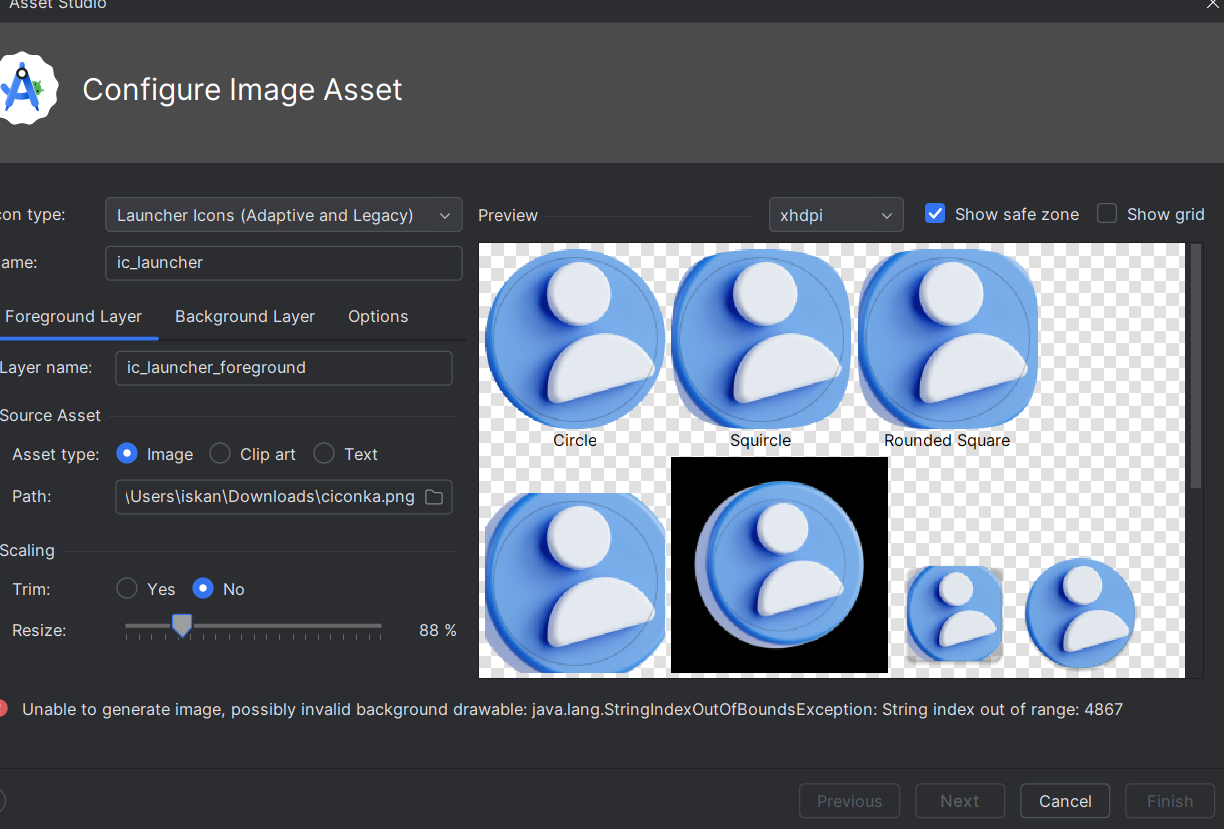 Asset Studio
Configure Image Asset
con type:
Launcher Icons (Adaptive and Legacy)
Preview
xhdpi
Show safe zone
Show grid
ame:
ic_launcher
Foreground Layer
Background Layer
Options
Layer name:
ic_launcher_foreground
Source Asset
Asset type:
Image
Clip art
Text
Path:
\Users\iskan\Downloads\ciconka.png
Scaling
Trim:
Yes
No
Resize:
88 %
Circle
Squircle
Rounded Square
Unable to generate image, possibly invalid background drawable: java.lang.StringIndexOutOfBoundsException: String index out of range: 4867
Previous
Next
Cancel
Finish